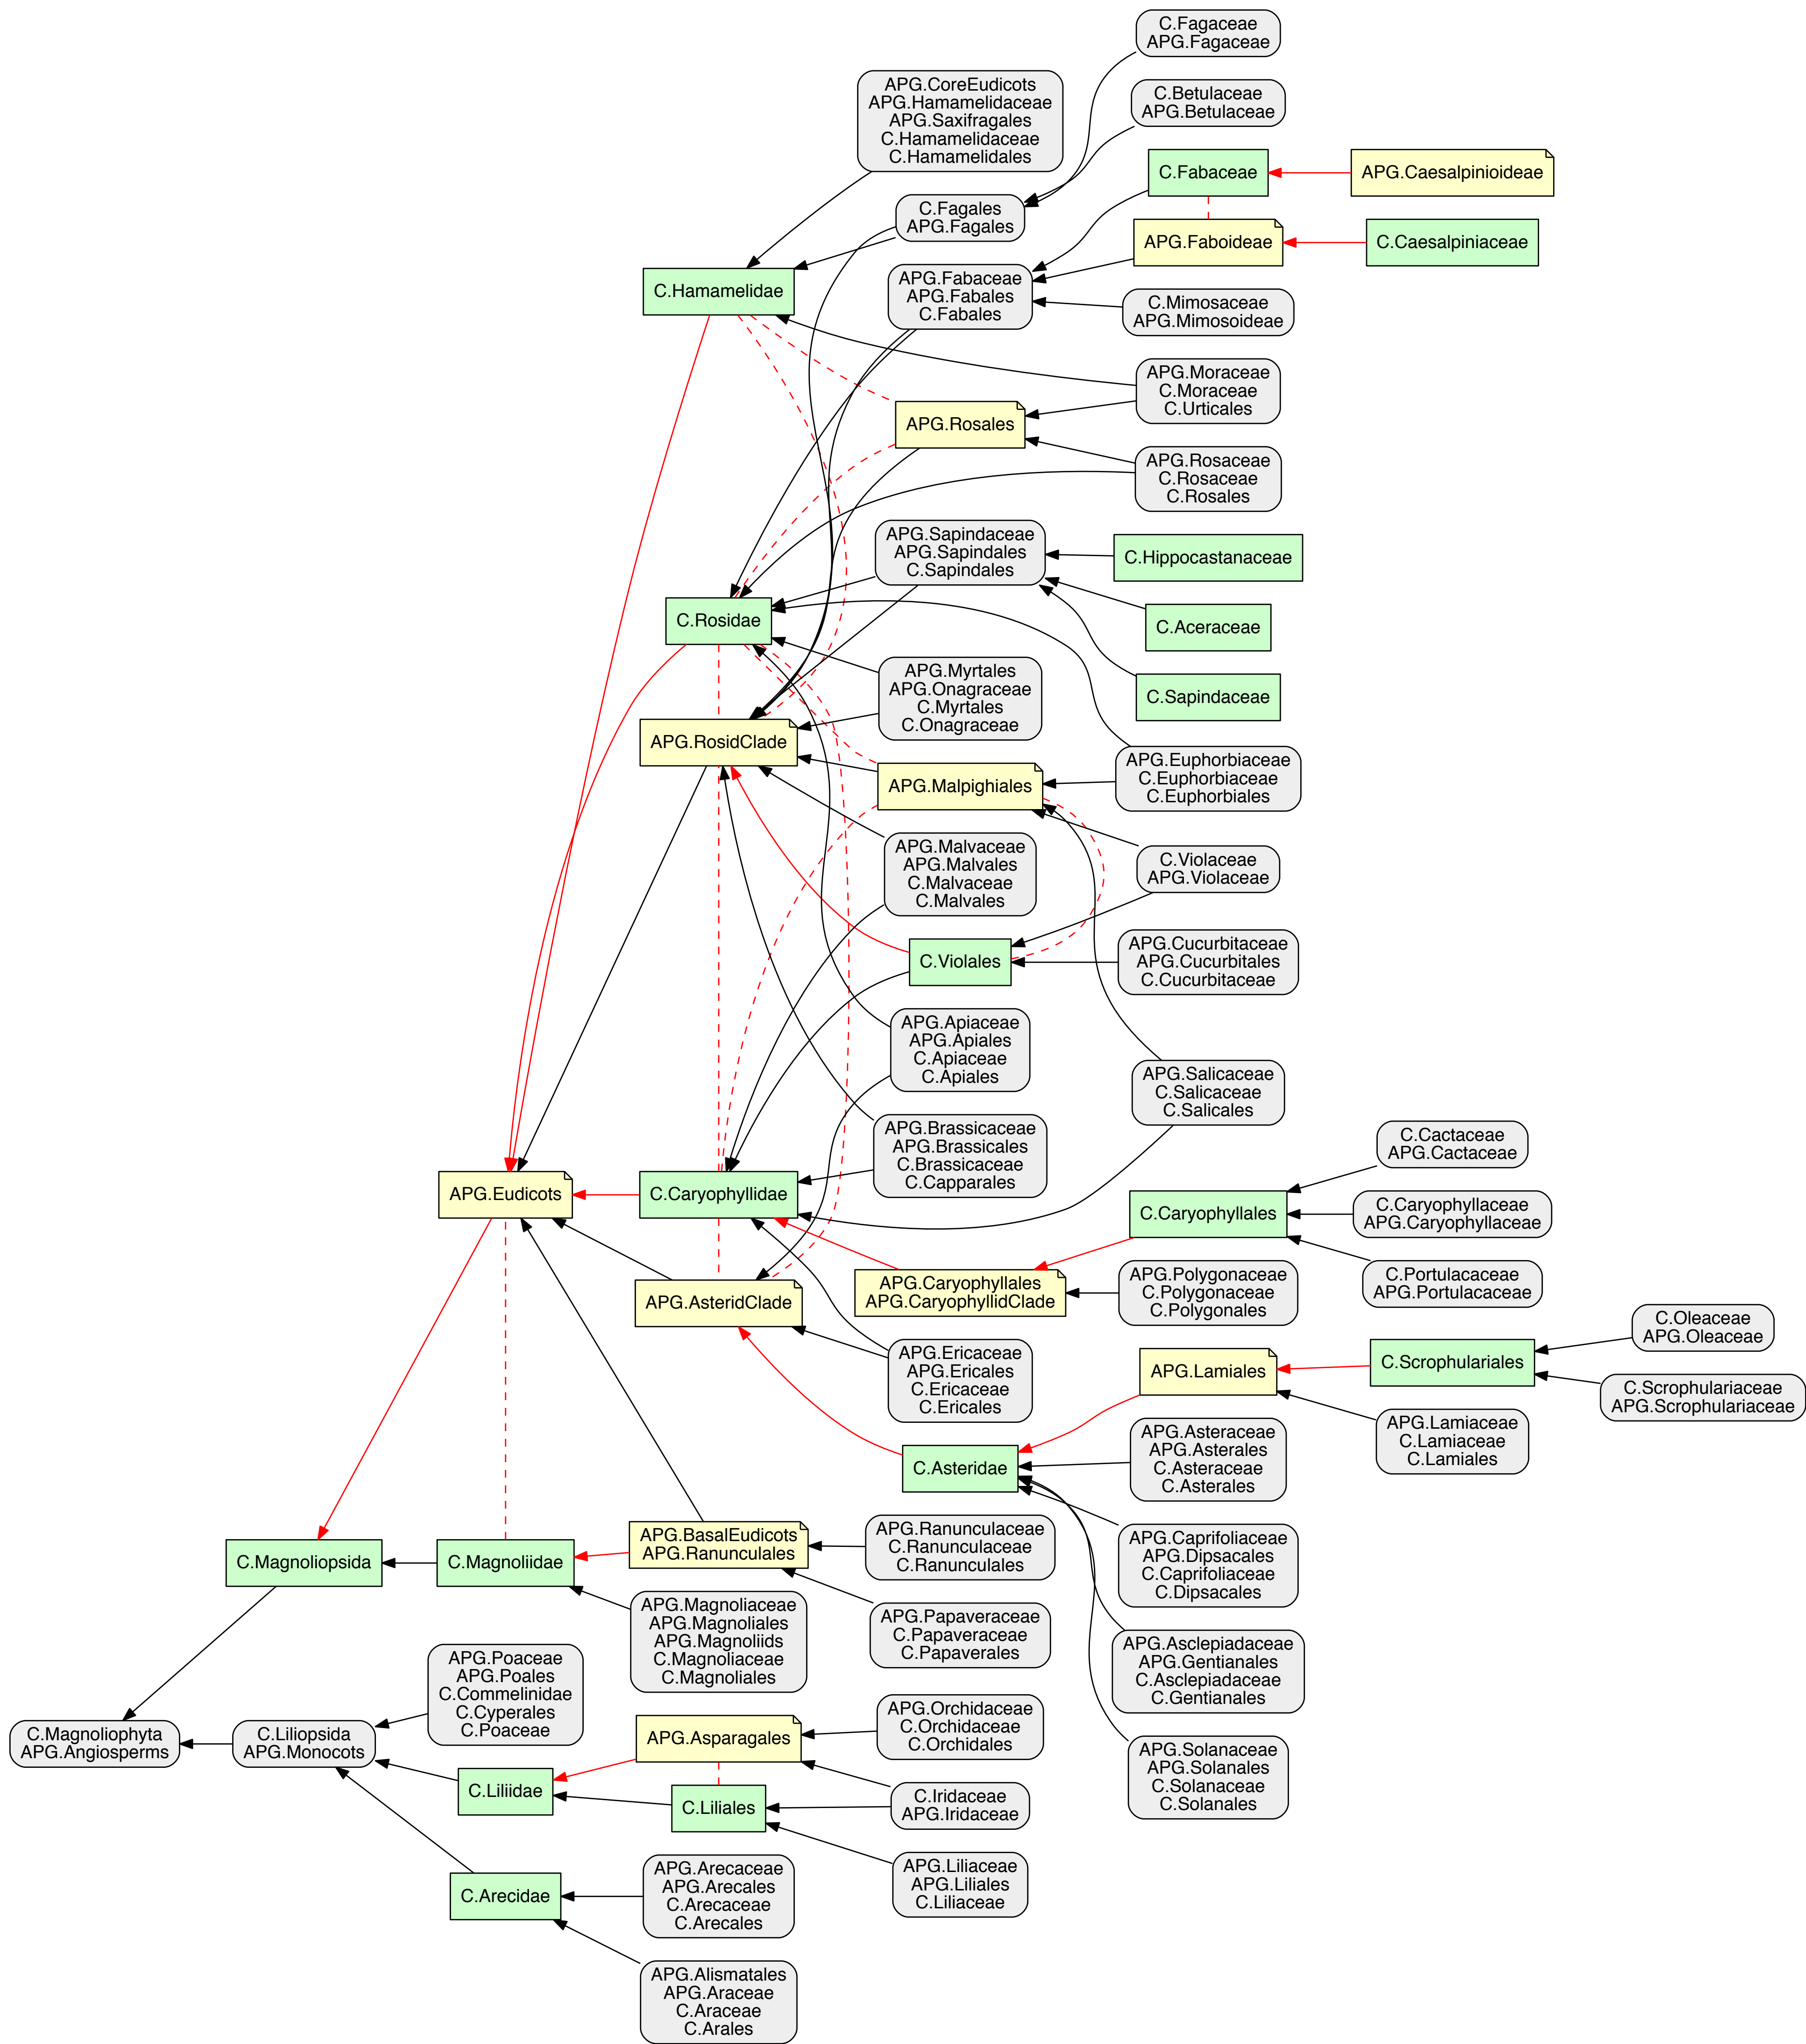 C.Fagaceae
APG.Fagaceae
APG.CoreEudicots
APG.Hamamelidaceae
APG.Saxifragales
C.Hamamelidaceae
C.Hamamelidales
C.Betulaceae
APG.Betulaceae
C.Fabaceae
APG.Caesalpinioideae
C.Fagales
APG.Fagales
APG.Faboideae
C.Caesalpiniaceae
C.Hamamelidae
APG.Fabaceae
APG.Fabales
C.Fabales
C.Mimosaceae
APG.Mimosoideae
APG.Moraceae
C.Moraceae
C.Urticales
APG.Rosales
APG.Rosaceae
C.Rosaceae
C.Rosales
APG.Sapindaceae
APG.Sapindales
C.Sapindales
C.Hippocastanaceae
C.Rosidae
C.Aceraceae
APG.Myrtales
APG.Onagraceae
C.Myrtales
C.Onagraceae
C.Sapindaceae
APG.RosidClade
APG.Malpighiales
APG.Euphorbiaceae
C.Euphorbiaceae
C.Euphorbiales
APG.Malvaceae
APG.Malvales
C.Malvaceae
C.Malvales
C.Violaceae
APG.Violaceae
C.Violales
APG.Cucurbitaceae
APG.Cucurbitales
C.Cucurbitaceae
APG.Apiaceae
APG.Apiales
C.Apiaceae
C.Apiales
APG.Salicaceae
C.Salicaceae
C.Salicales
APG.Brassicaceae
APG.Brassicales
C.Brassicaceae
C.Capparales
C.Cactaceae
APG.Cactaceae
APG.Eudicots
C.Caryophyllidae
C.Caryophyllales
C.Caryophyllaceae
APG.Caryophyllaceae
APG.AsteridClade
APG.Caryophyllales
APG.CaryophyllidClade
APG.Polygonaceae
C.Polygonaceae
C.Polygonales
C.Portulacaceae
APG.Portulacaceae
C.Oleaceae
APG.Oleaceae
APG.Ericaceae
APG.Ericales
C.Ericaceae
C.Ericales
APG.Lamiales
C.Scrophulariales
C.Scrophulariaceae
APG.Scrophulariaceae
APG.Lamiaceae
C.Lamiaceae
C.Lamiales
C.Asteridae
APG.Asteraceae
APG.Asterales
C.Asteraceae
C.Asterales
C.Magnoliopsida
C.Magnoliidae
APG.BasalEudicots
APG.Ranunculales
APG.Ranunculaceae
C.Ranunculaceae
C.Ranunculales
APG.Caprifoliaceae
APG.Dipsacales
C.Caprifoliaceae
C.Dipsacales
APG.Magnoliaceae
APG.Magnoliales
APG.Magnoliids
C.Magnoliaceae
C.Magnoliales
APG.Papaveraceae
C.Papaveraceae
C.Papaverales
APG.Asclepiadaceae
APG.Gentianales
C.Asclepiadaceae
C.Gentianales
APG.Poaceae
APG.Poales
C.Commelinidae
C.Cyperales
C.Poaceae
C.Magnoliophyta
APG.Angiosperms
C.Liliopsida
APG.Monocots
APG.Asparagales
APG.Orchidaceae
C.Orchidaceae
C.Orchidales
APG.Solanaceae
APG.Solanales
C.Solanaceae
C.Solanales
C.Liliidae
C.Liliales
C.Iridaceae
APG.Iridaceae
APG.Liliaceae
APG.Liliales
C.Liliaceae
C.Arecidae
APG.Arecaceae
APG.Arecales
C.Arecaceae
C.Arecales
APG.Alismatales
APG.Araceae
C.Araceae
C.Arales